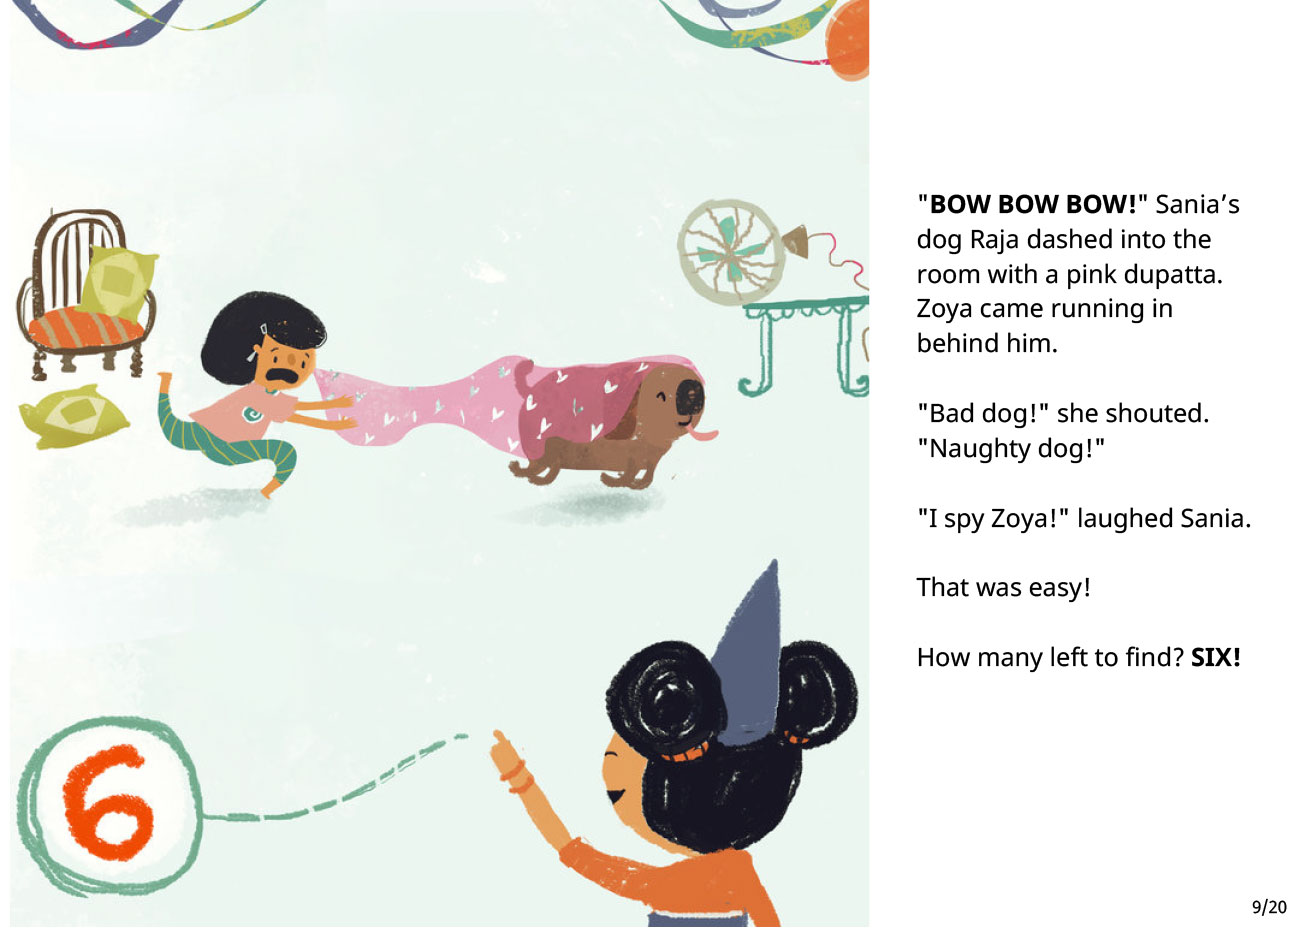 "BOW BOW BOW!" Sania’s
dog Raja dashed into the
room with a pink dupatta.
Zoya came running in
behind him.
"Bad dog!" she shouted.
"Naughty dog!"
"I spy Zoya!" laughed Sania.
That was easy!
How many left to find? SIX!
6
9/20